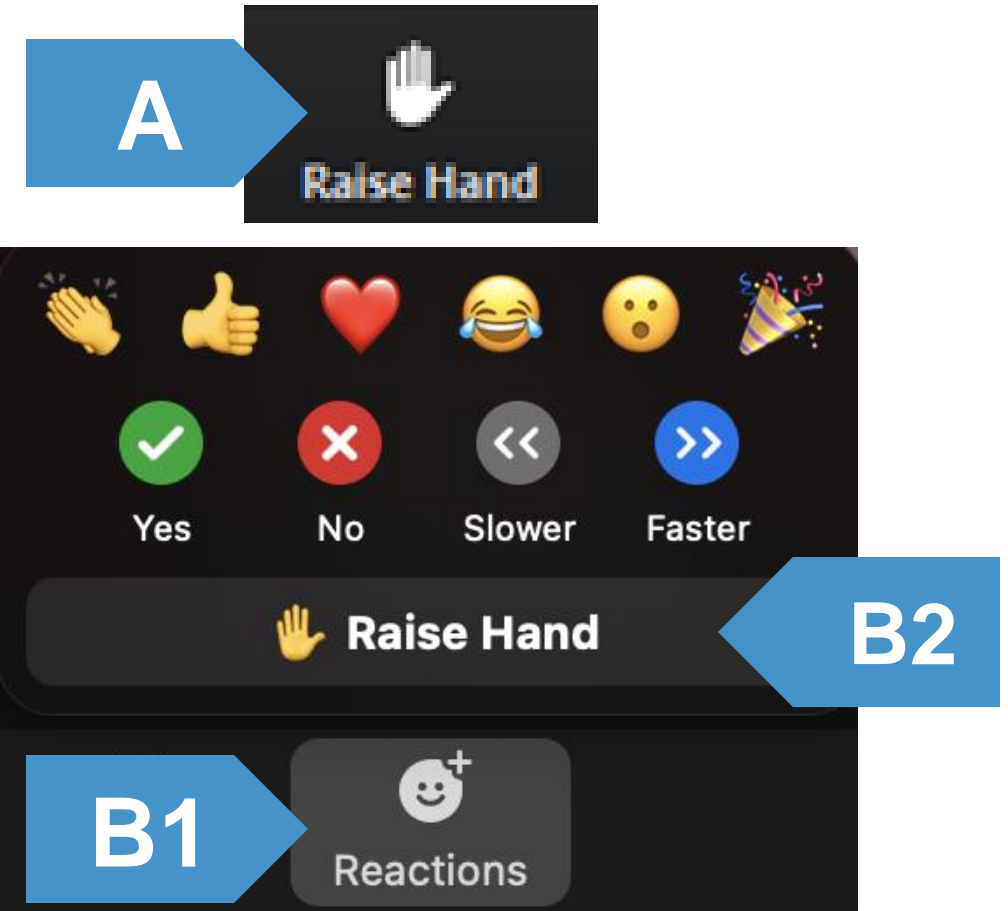 A
Raise Hand
Yes No Slower Faster
Raise Hand
B2
B1
Reactions